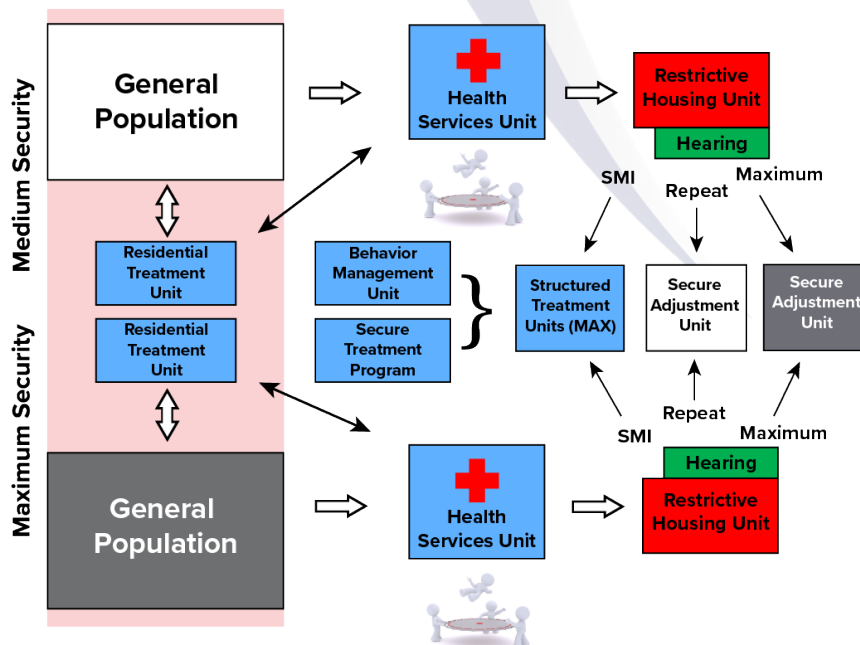 Medium Security
General
Population
Health
Services Unit
Restrictive
Housing Unit
Hearing
SMI
Repeat
Maximum
Residential
Treatment
Unit
Behavior
Management
Unit
Structured
Treatment
Units (MAX)
Secure
Adjustment
Unit
Secure
Adjustment
Unit
Maximum Security
Residential
Treatment
Unit
Secure
Treatment
Program
SMI
Repeat
Maximum
General
Population
Health
Services Unit
Hearing
Restrictive
Housing Unit